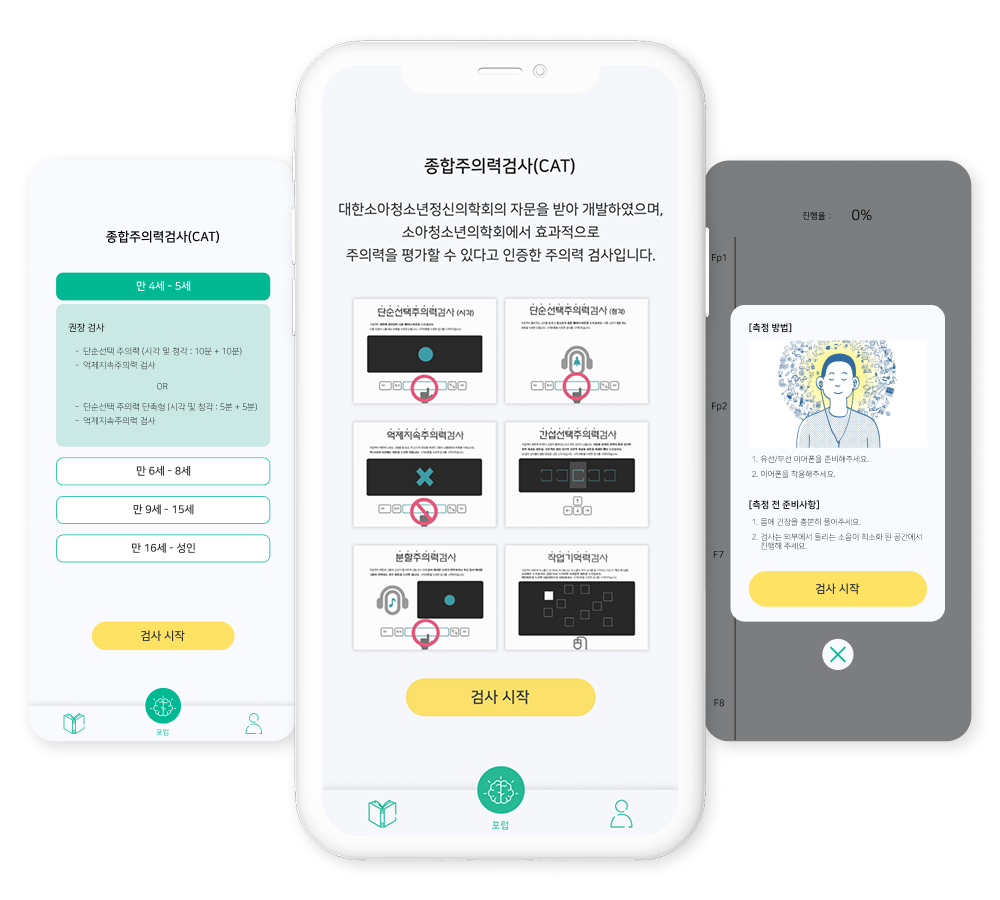 종합주의력검사(CAT)
만 4세 - 5세
권장 검사
- 단순선택 주의력 (시각 및 청각 : 10분 + 10분)
- 억제지속주의력 검사
OR
- 단순선택 주의력 단축형 (시각 및 청각 : 5분 + 5분)
- 억제지속주의력 검사
만 6세 - 8세
만 9세 - 15세
만 16세 - 성인
검사 시작
포럼
종합주의력검사(CAT)
대한소아청소년정신의학회의 자문을 받아 개발하였으며,
소아청소년의학회에서 효과적으로
주의력을 평가할 수 있다고 인증한 주의력 검사입니다.
단순선택주의력검사 (시각)
단순선택주의력검사 (청각)
억제지속주의력검사
간섭선택주의력검사
분할주의력검사
작업기억력검사
검사 시작
포럼
진행율 : 0%
Fp1
Fp2
F7
F8
[측정 방법]
1. 유선/무선 이어폰을 준비해주세요.
2. 이어폰을 착용해주세요.
[측정 전 준비사항]
1. 몸에 긴장을 충분히 풀어주세요.
2. 검사는 외부에서 들리는 소음이 최소화 된 공간에서
진행해 주세요.
검사 시작